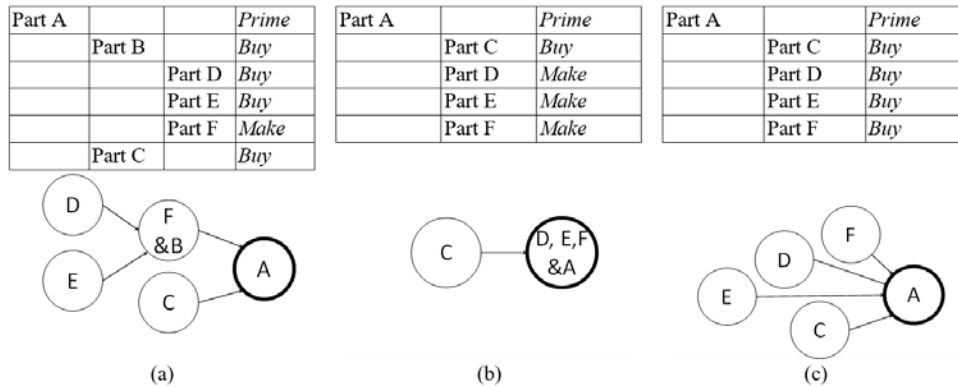 Part A Prime
Part B Buy
Part D Buy
Part E Buy
Part F Make
Part C Buy
D
F
&B
E
C
A
(a)
Part A Prime
Part C Buy
Part D Make
Part E Make
Part F Make
C
D, E,F
&A
(b)
Part A Prime
Part C Buy
Part D Buy
Part E Buy
Part F Buy
F
D
E
A
C
(c)